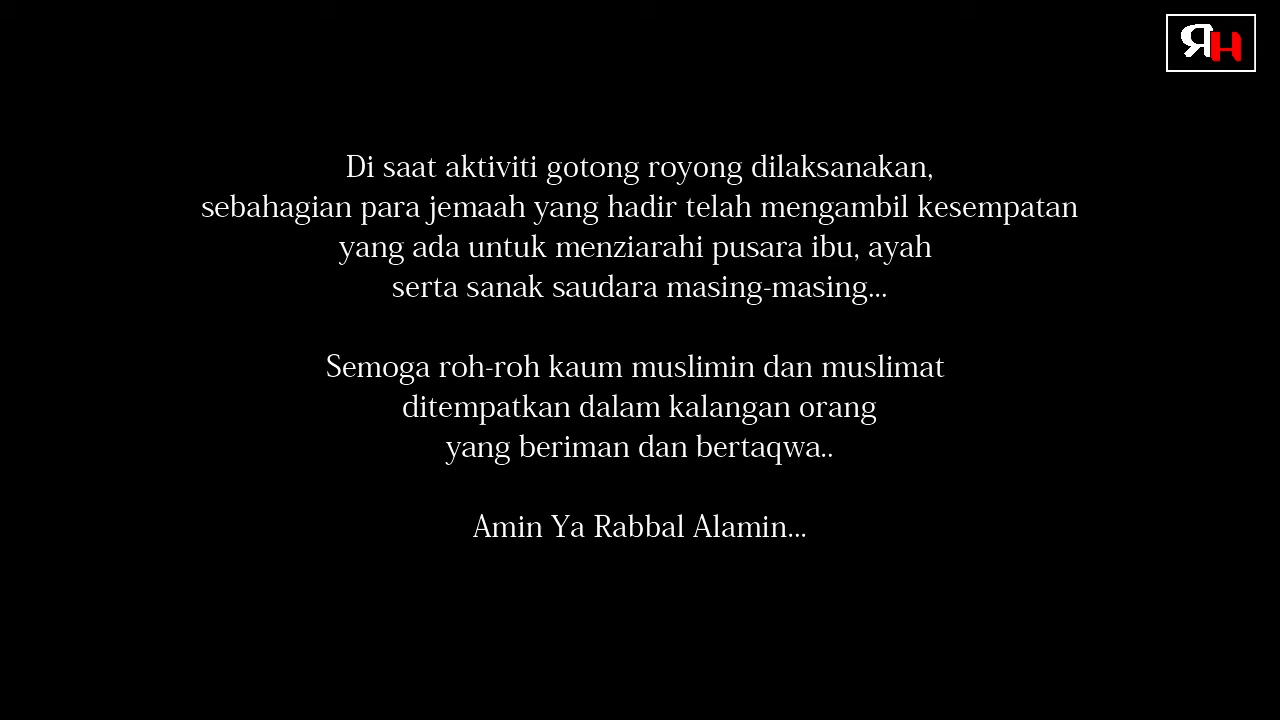 ЯH
Di saat aktiviti gotong royong dilaksanakan,
sebahagian para jemaah yang hadir telah mengambil kesempatan
yang ada untuk menziarahi pusara ibu, ayah
serta sanak saudara masing-masing...
Semoga roh-roh kaum muslimin dan muslimat
ditempatkan dalam kalangan orang
yang beriman dan bertaqwa..
Amin Ya Rabbal Alamin...